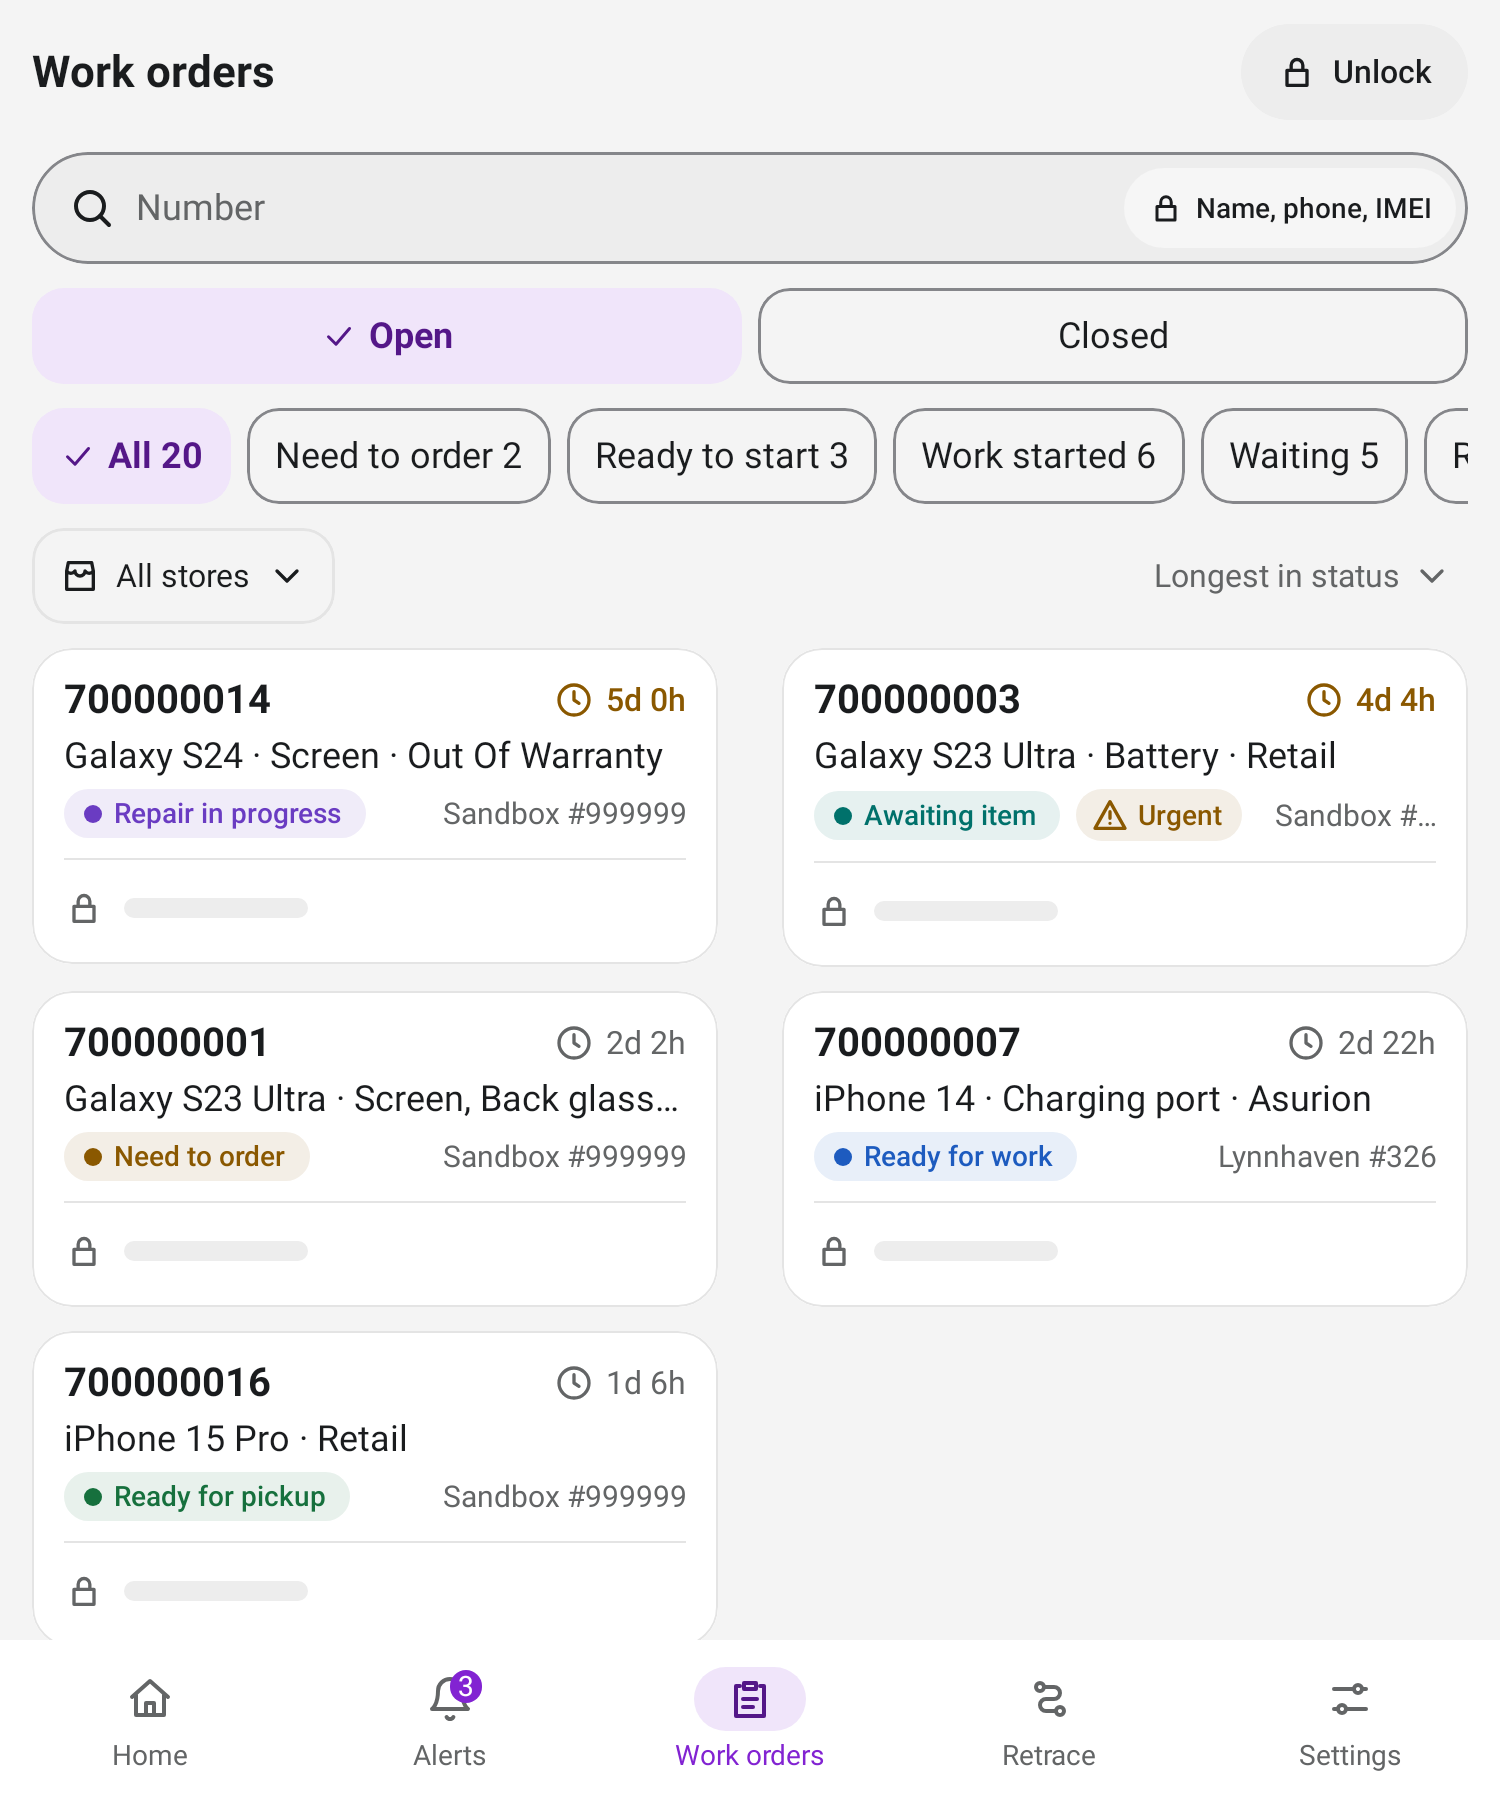 Work orders
Unlock
Number
Name, phone, IMEI
Open
Closed
All 20
Need to order 2
Ready to start 3
Work started 6
Waiting 5
All stores
Longest in status
700000014
5d 0h
Galaxy S24 · Screen · Out Of Warranty
Repair in progress
Sandbox #999999
700000003
4d 4h
Galaxy S23 Ultra · Battery · Retail
Awaiting item
Urgent
Sandbox #…
700000001
2d 2h
Galaxy S23 Ultra · Screen, Back glass…
Need to order
Sandbox #999999
700000007
2d 22h
iPhone 14 · Charging port · Asurion
Ready for work
Lynnhaven #326
700000016
1d 6h
iPhone 15 Pro · Retail
Ready for pickup
Sandbox #999999
Home
3
Alerts
Work orders
Retrace
Settings